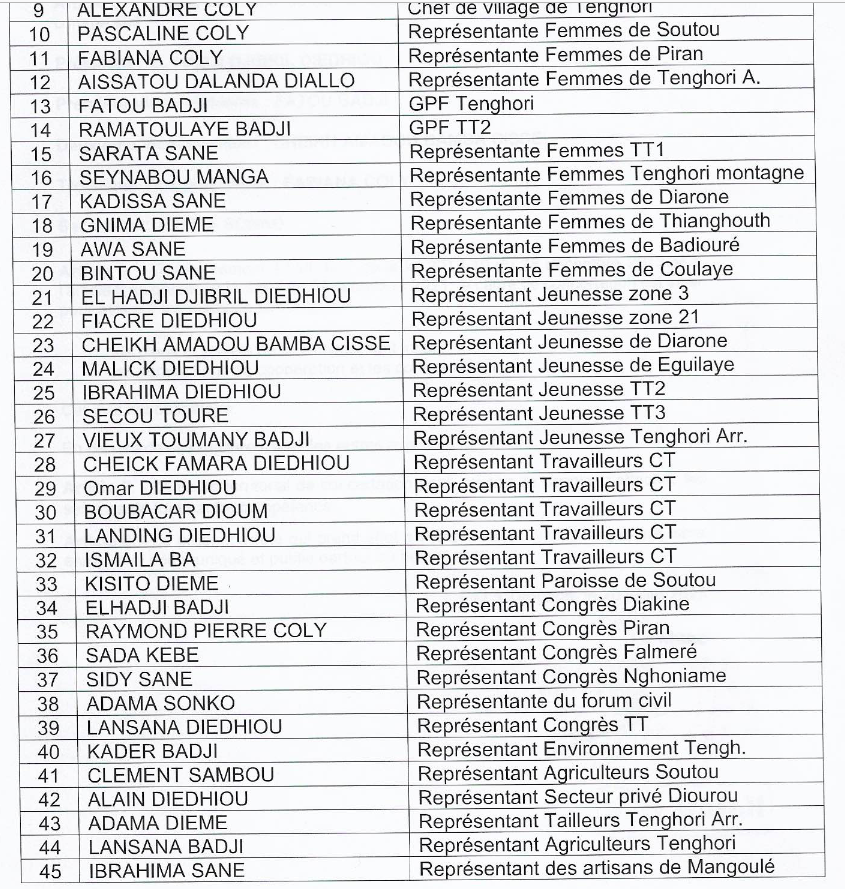 9 ALEXANDRE COLY Chef de village de Tenghori
10 PASCALINE COLY Représentante Femmes de Soutou
11 FABIANA COLY Représentante Femmes de Piran
12 AISSATOU DALANDA DIALLO Représentante Femmes de Tenghori A.
13 FATOU BADJI GPF Tenghori
14 RAMATOULAYE BADJI GPF TT2
15 SARATA SANE Représentante Femmes TT1
16 SEYNABOU MANGA Représentante Femmes Tenghori montagne
17 KADISSA SANE Représentante Femmes de Diarone
18 GNIMA DIEME Représentante Femmes de Thianghouth
19 AWA SANE Représentante Femmes de Badiouré
20 BINTOU SANE Représentante Femmes de Coulaye
21 EL HADJI DJIBRIL DIEDHIOU Représentant Jeunesse zone 3
22 FIACRE DIEDHIOU Représentant Jeunesse zone 21
23 CHEIKH AMADOU BAMBA CISSE Représentant Jeunesse de Diarone
24 MALICK DIEDHIOU Représentant Jeunesse de Eguilaye
25 IBRAHIMA DIEDHIOU Représentant Jeunesse TT2
26 SECOU TOURE Représentant Jeunesse TT3
27 VIEUX TOUMANY BADJI Représentant Jeunesse Tenghori Arr.
28 CHEICK FAMARA DIEDHIOU Représentant Travailleurs CT
29 Omar DIEDHIOU Représentant Travailleurs CT
30 BOUBACAR DIOUM Représentant Travailleurs CT
31 LANDING DIEDHIOU Représentant Travailleurs CT
32 ISMAILA BA Représentant Travailleurs CT
33 KISITO DIEME Représentant Paroisse de Soutou
34 ELHADJI BADJI Représentant Congrès Diakine
35 RAYMOND PIERRE COLY Représentant Congrès Piran
36 SADA KEBE Représentant Congrès Falmeré
37 SIDY SANE Représentant Congrès Nghoniame
38 ADAMA SONKO Représentante du forum civil
39 LANSANA DIEDHIOU Représentant Congrès TT
40 KADER BADJI Représentant Environnement Tengh.
41 CLEMENT SAMBOU Représentant Agriculteurs Soutou
42 ALAIN DIEDHIOU Représentant Secteur privé Diourou
43 ADAMA DIEME Représentant Tailleurs Tenghori Arr.
44 LANSANA BADJI Représentant Agriculteurs Tenghori
45 IBRAHIMA SANE Représentant des artisans de Mangoulé